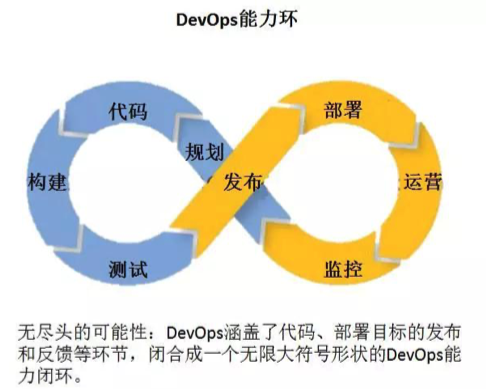 DevOps能力环
代码
部署
规划
构建
发布
运营
测试
监控
无尽头的可能性：DevOps涵盖了代码、部署目标的发布
和反馈等环节，闭合成一个无限大符号形状的DevOps能
力闭环。